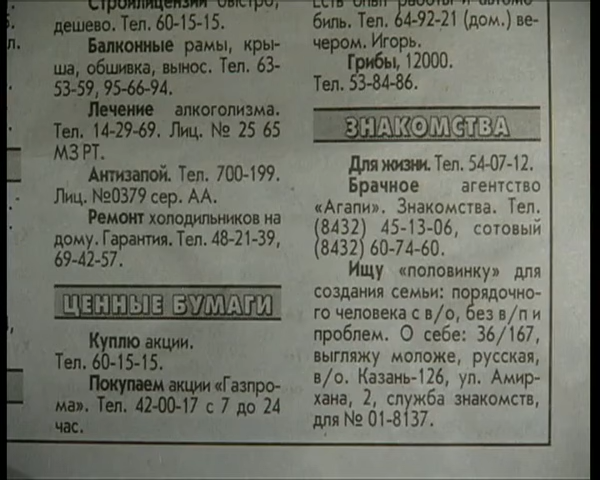 Стройлицензии быстро,
дешево. Тел. 60-15-15.
Балконные рамы, кры-
ша, обшивка, вынос. Тел. 63-
53-59, 95-66-94.
Лечение алкоголизма.
Тел. 14-29-69. Лиц. № 25 65
МЗ РТ.
Антизапой. Тел. 700-199.
Лиц. №0379 сер. АА.
Ремонт холодильников на
дому. Гарантия. Тел. 48-21-39,
69-42-57.
ЦЕННЫЕ БУМАГИ
Куплю акции.
Тел. 60-15-15.
Покупаем акции «Газпро-
ма». Тел. 42-00-17 с 7 до 24
час.
Есть опыт работы и автомо-
биль. Тел. 64-92-21 (дом.) ве-
чером. Игорь.
Грибы, 12000.
Тел. 53-84-86.
ЗНАКОМСТВА
Для жизни. Тел. 54-07-12.
Брачное агентство
«Агапи». Знакомства. Тел.
(8432) 45-13-06, сотовый
(8432) 60-74-60.
Ищу «половинку» для
создания семьи: порядочно-
го человека с в/о, без в/п и
проблем. О себе: 36/167,
выгляжу моложе, русская,
в/о. Казань-126, ул. Амир-
хана, 2, служба знакомств,
для № 01-8137.